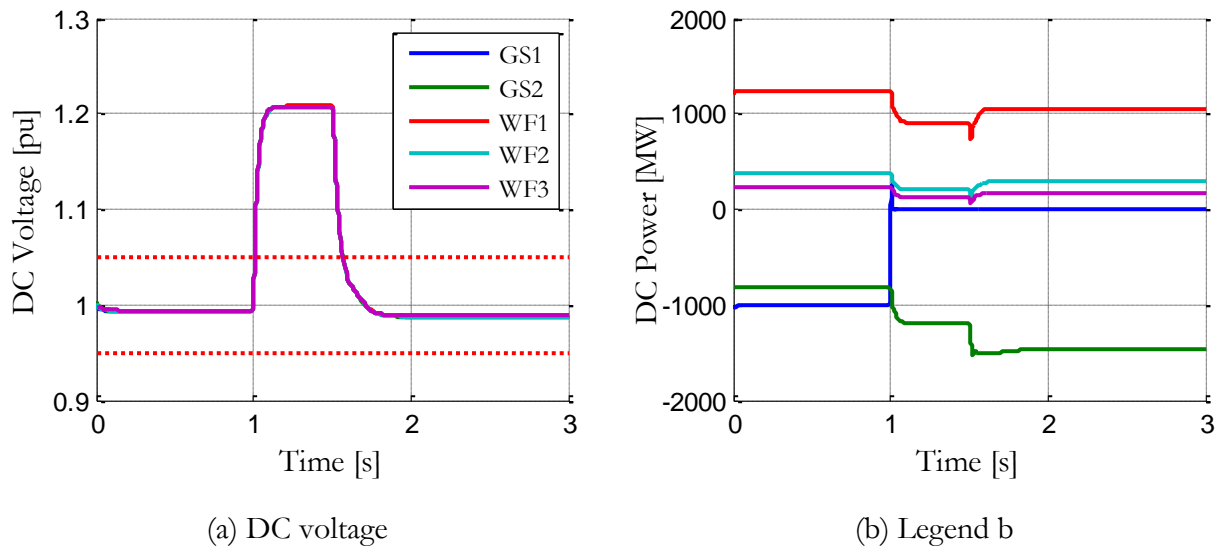 1.3
1.2
1.1
1
0.9
DC Voltage [pu]
0
1
2
3
Time [s]
GS1
GS2
WF1
WF2
WF3
(a) DC voltage
2000
1000
0
-1000
-2000
DC Power [MW]
0
1
2
3
Time [s]
(b) Legend b